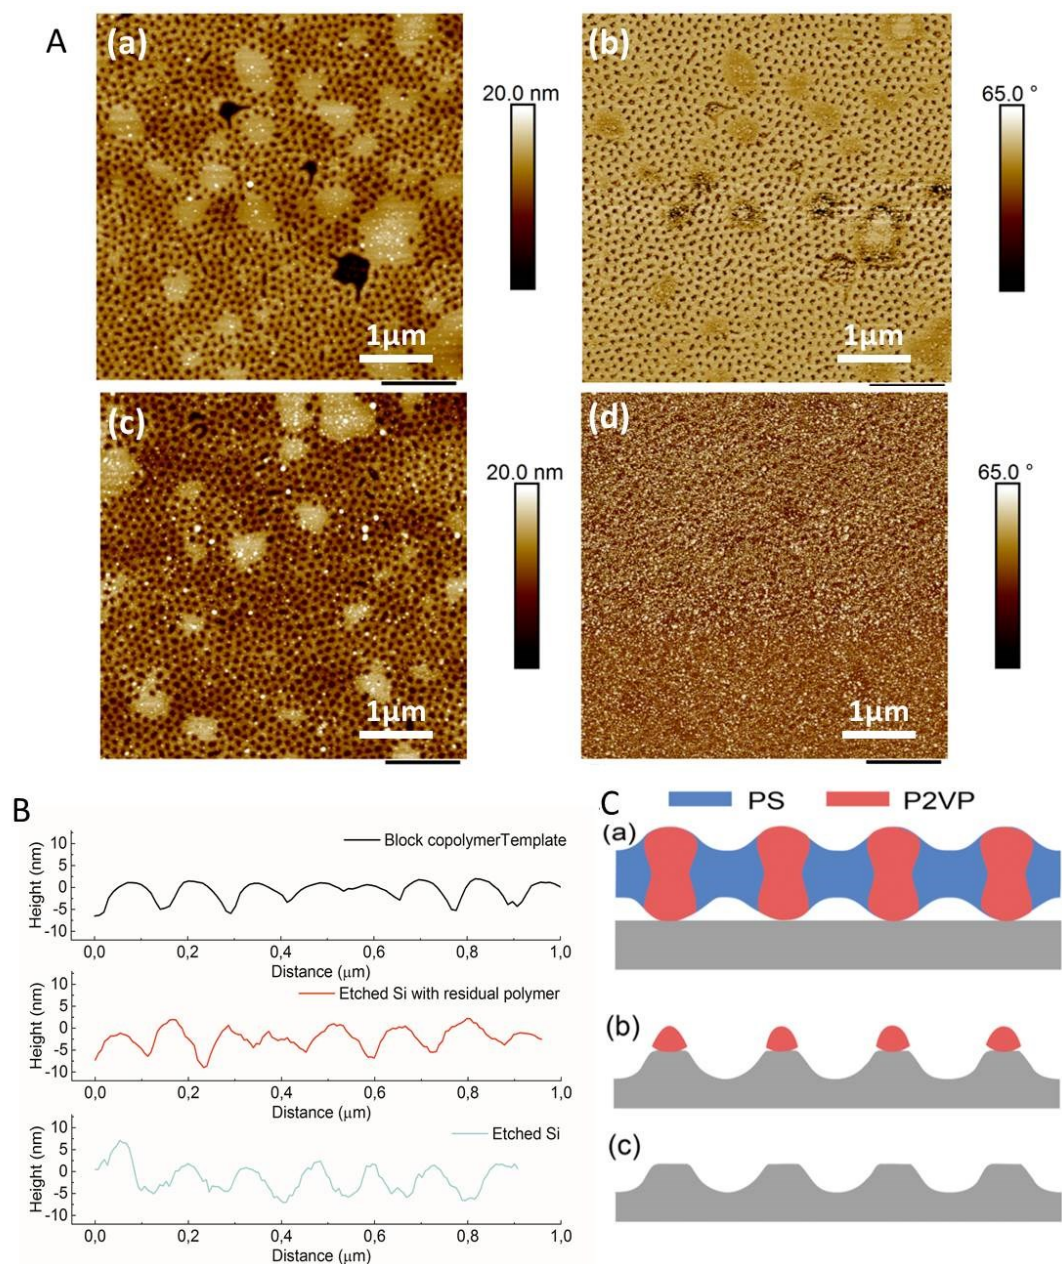 A
(a)
20.0 nm
1µm
(b)
65.0 °
1µm
(c)
20.0 nm
1µm
(d)
65.0 °
1µm
B
Block copolymerTemplate
Height (nm)
10
5
0
-5
-10
0,0 0,2 0,4 0,6 0,8 1,0
Distance (µm)
Etched Si with residual polymer
Height (nm)
10
5
0
-5
-10
0,0 0,2 0,4 0,6 0,8 1,0
Distance (µm)
Etched Si
Height (nm)
10
5
0
-5
-10
0,0 0,2 0,4 0,6 0,8 1,0
Distance (µm)
C
PS P2VP
(a)
(b)
(c)